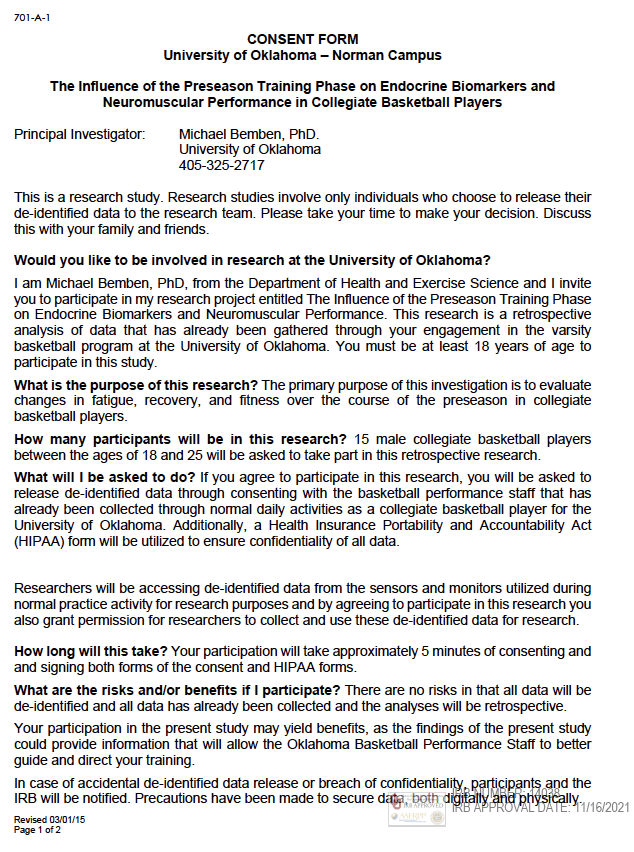 701-A-1
CONSENT FORM
University of Oklahoma – Norman Campus
The Influence of the Preseason Training Phase on Endocrine Biomarkers and
Neuromuscular Performance in Collegiate Basketball Players
Principal Investigator: Michael Bemben, PhD.
University of Oklahoma
405-325-2717
This is a research study. Research studies involve only individuals who choose to release their
de-identified data to the research team. Please take your time to make your decision. Discuss
this with your family and friends.
Would you like to be involved in research at the University of Oklahoma?
I am Michael Bemben, PhD, from the Department of Health and Exercise Science and I invite
you to participate in my research project entitled The Influence of the Preseason Training Phase
on Endocrine Biomarkers and Neuromuscular Performance. This research is a retrospective
analysis of data that has already been gathered through your engagement in the varsity
basketball program at the University of Oklahoma. You must be at least 18 years of age to
participate in this study.
What is the purpose of this research? The primary purpose of this investigation is to evaluate
changes in fatigue, recovery, and fitness over the course of the preseason in collegiate
basketball players.
How many participants will be in this research? 15 male collegiate basketball players
between the ages of 18 and 25 will be asked to take part in this retrospective research.
What will I be asked to do? If you agree to participate in this research, you will be asked to
release de-identified data through consenting with the basketball performance staff that has
already been collected through normal daily activities as a collegiate basketball player for the
University of Oklahoma. Additionally, a Health Insurance Portability and Accountability Act
(HIPAA) form will be utilized to ensure confidentiality of all data.
Researchers will be accessing de-identified data from the sensors and monitors utilized during
normal practice activity for research purposes and by agreeing to participate in this research you
also grant permission for researchers to collect and use these de-identified data for research.
How long will this take? Your participation will take approximately 5 minutes of consenting and
and signing both forms of the consent and HIPAA forms.
What are the risks and/or benefits if I participate? There are no risks in that all data will be
de-identified and all data has already been collected and the analyses will be retrospective.
Your participation in the present study may yield benefits, as the findings of the present study
could provide information that will allow the Oklahoma Basketball Performance Staff to better
guide and direct your training.
In case of accidental de-identified data release or breach of confidentiality, participants and the
IRB will be notified. Precautions have been made to secure data, both digitally and physically.
IRB NUMBER: 14038
IRB APPROVED
IRB APPROVAL DATE: 11/16/2021
Revised 03/01/15
Page 1 of 2